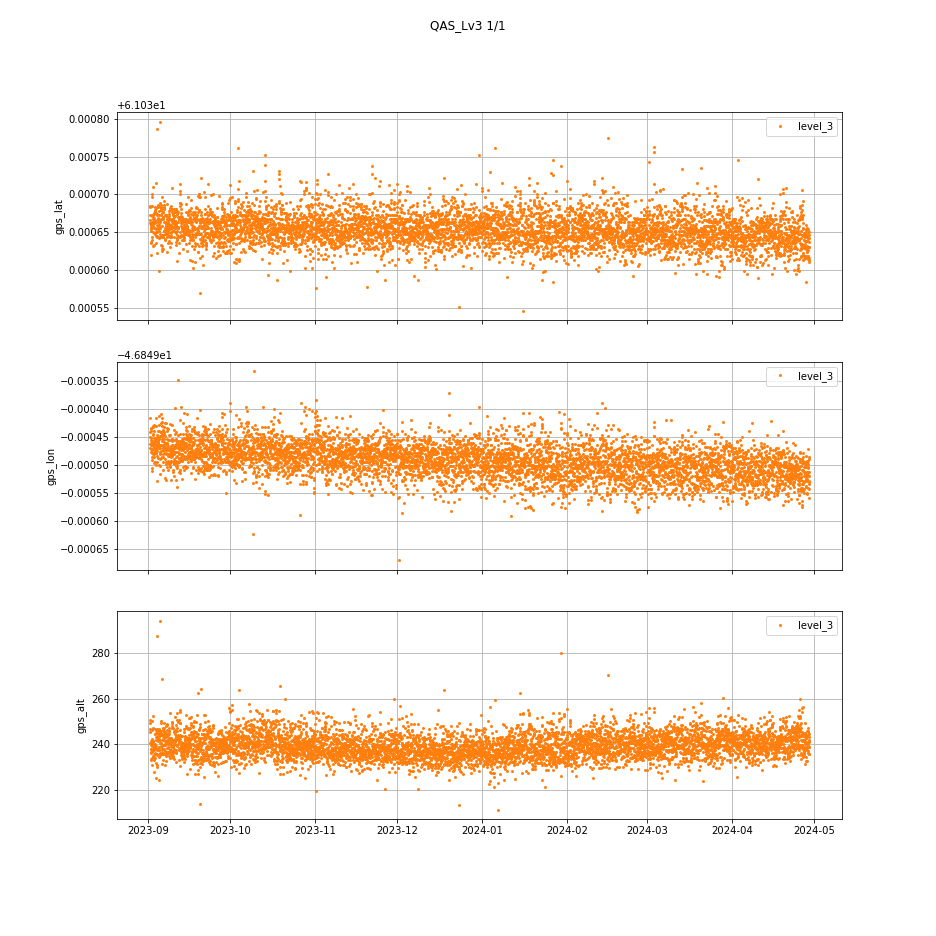 QAS_Lv3 1/1
+6.103e1
0.00080
0.00075
0.00070
0.00065
0.00060
0.00055
gps_lat
level_3
−4.6849e1
−0.00035
−0.00040
−0.00045
−0.00050
−0.00055
−0.00060
−0.00065
gps_lon
level_3
280
260
240
220
gps_alt
level_3
2023-09 2023-10 2023-11 2023-12 2024-01 2024-02 2024-03 2024-04 2024-05